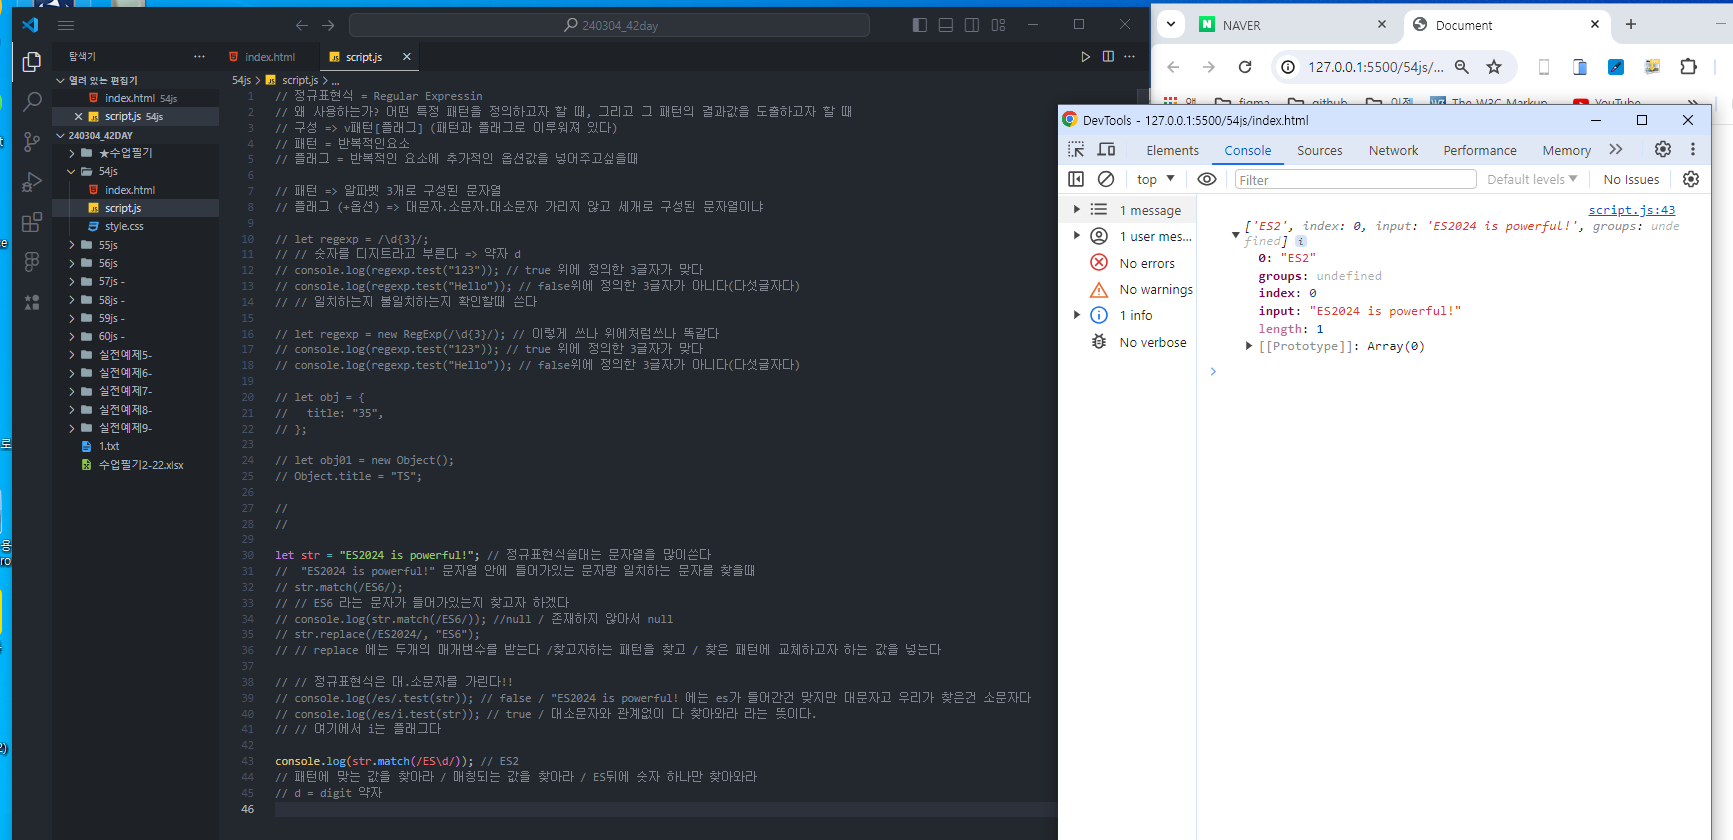 240304_42day
탐색기
index.html
script.js
열려 있는 편집기
index.html 54js
script.js 54js
240304_42DAY
★수업필기
54js
index.html
script.js
style.css
55js
56js
57js -
58js -
59js -
60js -
실전예제5-
실전예제6-
실전예제7-
실전예제8-
실전예제9-
1.txt
수업필기2-22.xlsx
54js > script.js > ...
1 // 정규표현식 = Regular Expressin
2 // 왜 사용하는가? 어떤 특정 패턴을 정의하고자 할 때, 그리고 그 패턴의 결과값을 도출하고자 할 때
3 // 구성 => v패턴[플래그] (패턴과 플래그로 이루워져 있다)
4 // 패턴 = 반복적인요소
5 // 플래그 = 반복적인 요소에 추가적인 옵션값을 넣어주고싶을때
6
7 // 패턴 => 알파벳 3개로 구성된 문자열
8 // 플래그 (+옵션) => 대문자.소문자.대소문자 가리지 않고 세개로 구성된 문자열이냐
9
10 // let regexp = /\d{3}/;
11 // // 숫자를 디지트라고 부른다 => 약자 d
12 // console.log(regexp.test("123")); // true 위에 정의한 3글자가 맞다
13 // console.log(regexp.test("Hello")); // false위에 정의한 3글자가 아니다(다섯글자다)
14 // // 일치하는지 불일치하는지 확인할때 쓴다
15
16 // let regexp = new RegExp(/\d{3}/); // 이렇게 쓰나 위에처럼쓰나 똑같다
17 // console.log(regexp.test("123")); // true 위에 정의한 3글자가 맞다
18 // console.log(regexp.test("Hello")); // false위에 정의한 3글자가 아니다(다섯글자다)
19
20 // let obj = {
21 //   title: "35",
22 // };
23
24 // let obj01 = new Object();
25 // Object.title = "TS";
26
27 //
28 //
29
30 let str = "ES2024 is powerful!"; // 정규표현식쓸대는 문자열을 많이쓴다
31 //  "ES2024 is powerful!" 문자열 안에 들어가있는 문자랑 일치하는 문자를 찾을때
32 // str.match(/ES6/);
33 // // ES6 라는 문자가 들어가있는지 찾고자 하겠다
34 // console.log(str.match(/ES6/)); //null / 존재하지 않아서 null
35 // str.replace(/ES2024/, "ES6");
36 // // replace 에는 두개의 매개변수를 받는다 /찾고자하는 패턴을 찾고 / 찾은 패턴에 교체하고자 하는 값을 넣는다
37
38 // // 정규표현식은 대.소문자를 가린다!!
39 // console.log(/es/.test(str)); // false / "ES2024 is powerful! 에는 es가 들어간건 맞지만 대문자고 우리가 찾은건 소문자다
40 // console.log(/es/i.test(str)); // true / 대소문자와 관계없이 다 찾아와라 라는 뜻이다.
41 // // 여기에서 i는 플래그다
42
43 console.log(str.match(/ES\d/)); // ES2
44 // 패턴에 맞는 값을 찾아라 / 매칭되는 값을 찾아라 / ES뒤에 숫자 하나만 찾아와라
45 // d = digit 약자
46
NAVER
Document
127.0.0.1:5500/54js/...
DevTools - 127.0.0.1:5500/54js/index.html
Elements Console Sources Network Performance Memory
top Filter Default levels No Issues
1 message
1 user mes...
No errors
No warnings
1 info
No verbose
script.js:43
['ES2', index: 0, input: 'ES2024 is powerful!', groups: unde
fined]
0: "ES2"
groups: undefined
index: 0
input: "ES2024 is powerful!"
length: 1
[[Prototype]]: Array(0)